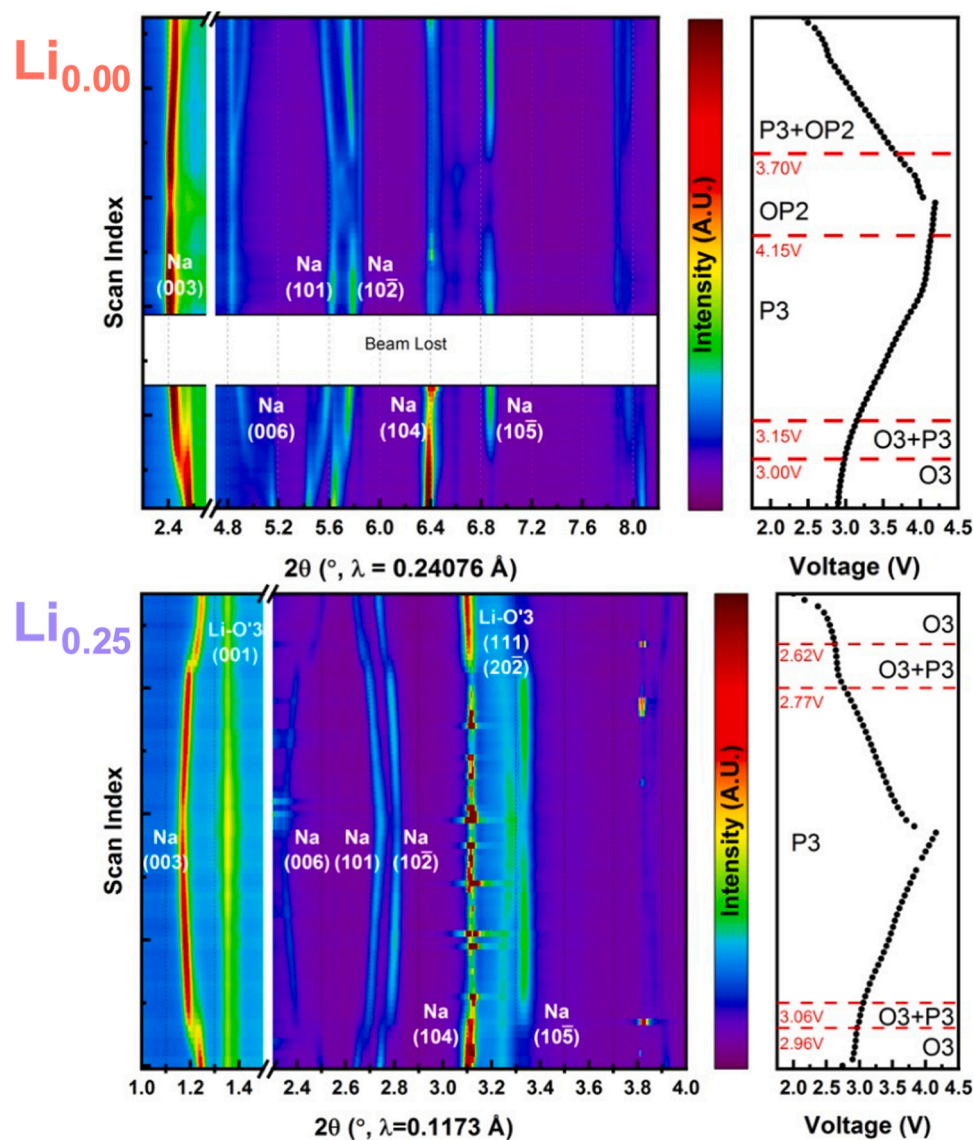 Li0.00
Scan Index
Na
(003)
Na
(101)
Na
(102̄)
Beam Lost
Na
(006)
Na
(104)
Na
(105̄)
2.4 4.8 5.2 5.6 6.0 6.4 6.8 7.2 7.6 8.0
2θ (°, λ = 0.24076 Å)
Intensity (A.U.)
P3+OP2
3.70V
OP2
4.15V
P3
3.15V
O3+P3
3.00V
O3
2.0 2.5 3.0 3.5 4.0 4.5
Voltage (V)
Li0.25
Scan Index
Li-O'3
(001)
Li-O'3
(111)
(202̄)
Na
(003)
Na
(006)
Na
(101)
Na
(102̄)
Na
(104)
Na
(105̄)
1.0 1.2 1.4 2.4 2.6 2.8 3.0 3.2 3.4 3.6 3.8 4.0
2θ (°, λ=0.1173 Å)
Intensity (A.U.)
O3
2.62V
O3+P3
2.77V
P3
3.06V
O3+P3
2.96V
O3
2.0 2.5 3.0 3.5 4.0 4.5
Voltage (V)